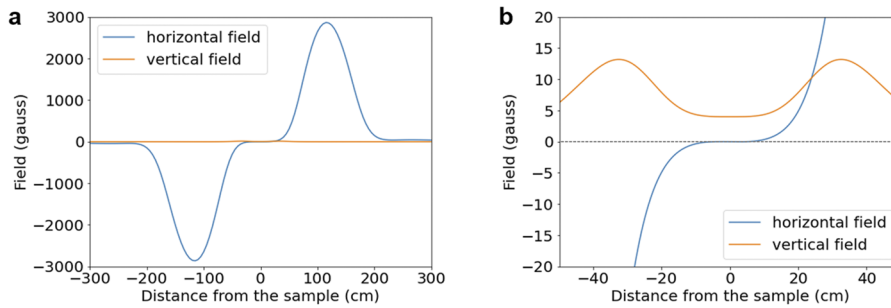 a
3000
2000
1000
0
−1000
−2000
−3000
−300
−200
−100
0
100
200
300
Field (gauss)
Distance from the sample (cm)
horizontal field
vertical field
b
20
15
10
5
0
−5
−10
−15
−20
−40
−20
0
20
40
Field (gauss)
Distance from the sample (cm)
horizontal field
vertical field